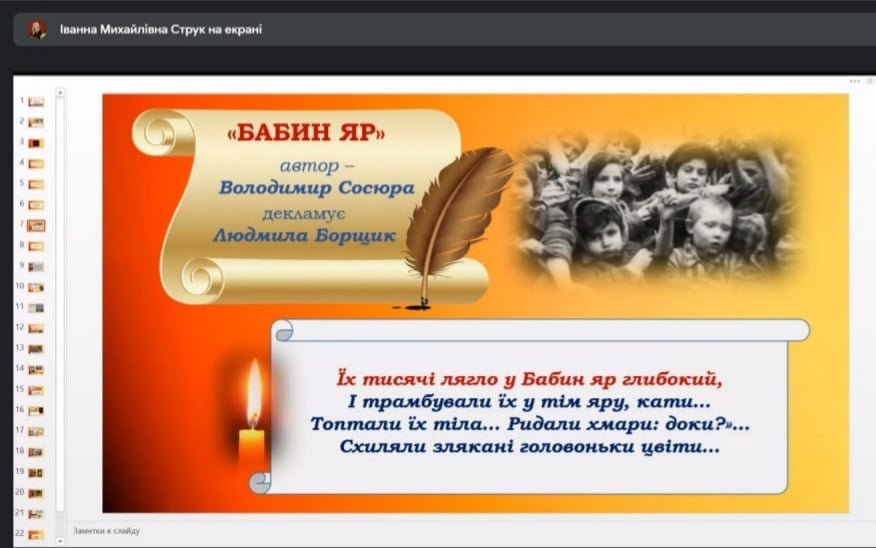 Іванна Михайлівна Струк на екрані
1
2
3
4
5
6
7
8
9
10
11
12
13
14
15
16
17
18
19
20
21
22
«БАБИН ЯР»
автор –
Володимир Сосюра
декламує
Людмила Борщик
Їх тисячі лягло у Бабин яр глибокий,
І трамбували їх у тім яру, кати...
Топтали їх тіла... Ридали хмари: доки?»...
Схиляли злякані головоньки цвіти...
Заметки к слайду